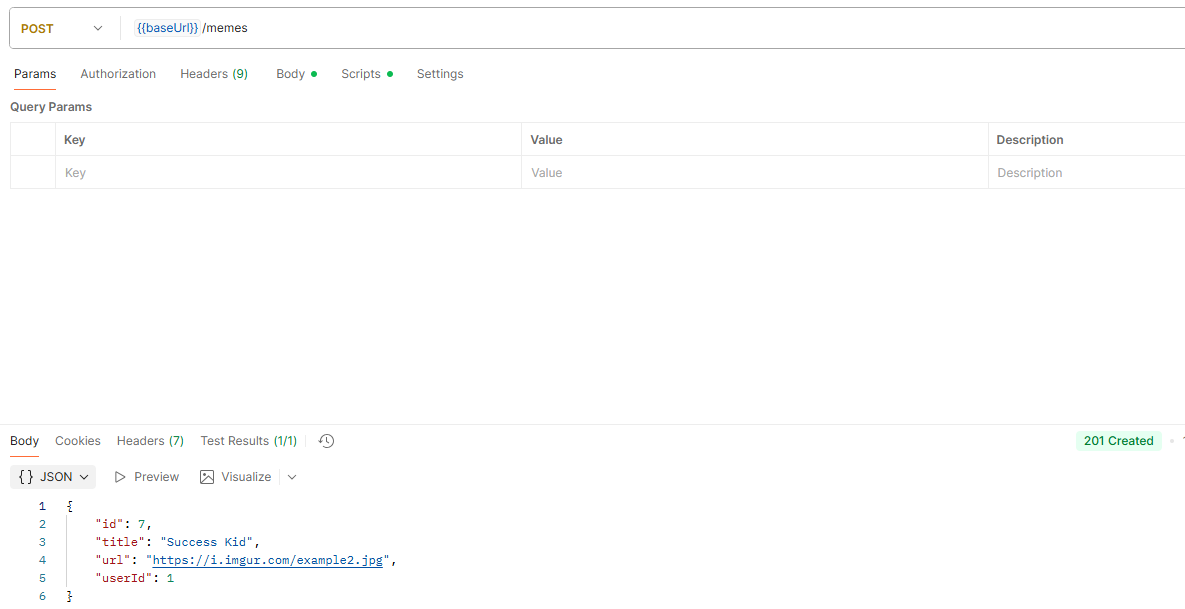 POST {{baseUrl}} /memes
Params Authorization Headers (9) Body Scripts Settings
Query Params
Key Value Description
Key Value Description
Body Cookies Headers (7) Test Results (1/1) 201 Created
{} JSON Preview Visualize
1 {
2 "id": 7,
3 "title": "Success Kid",
4 "url": "https://i.imgur.com/example2.jpg",
5 "userId": 1
6 }